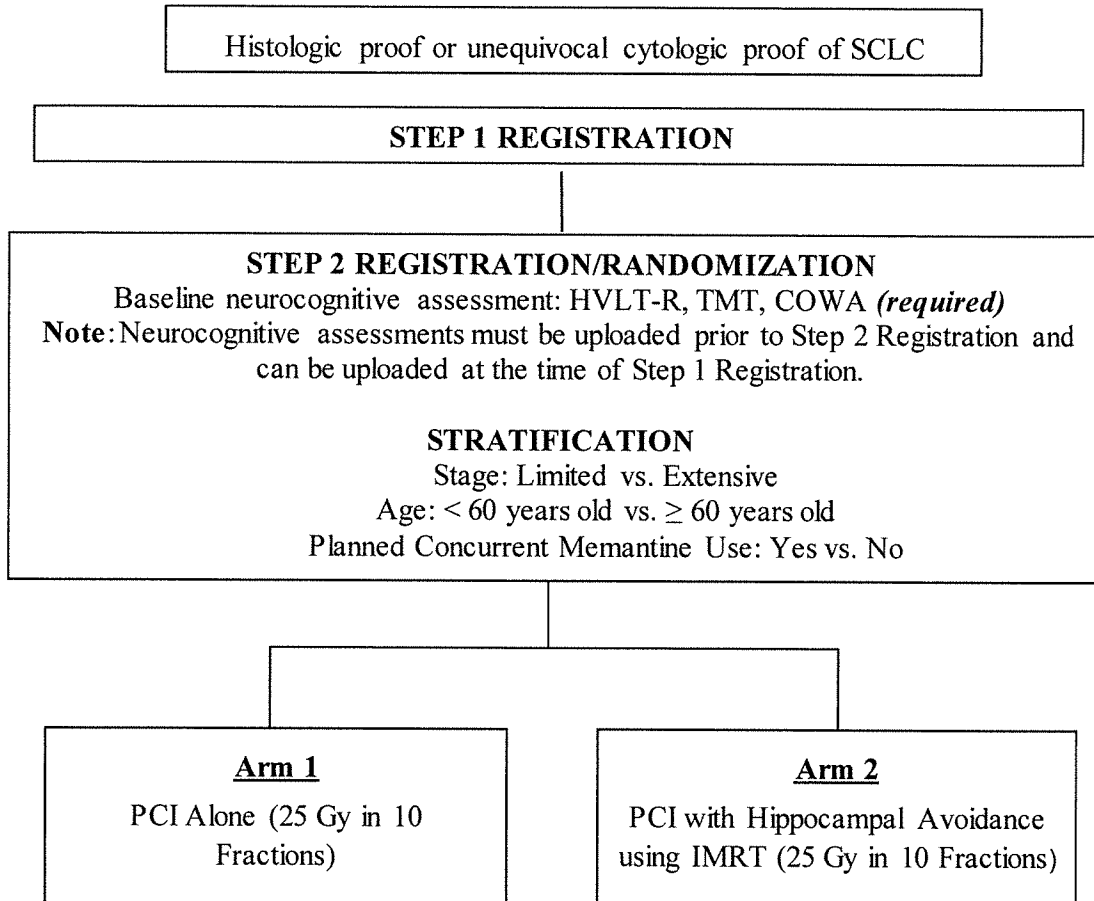 Histologic proof or unequivocal cytologic proof of SCLC
STEP 1 REGISTRATION
STEP 2 REGISTRATION/RANDOMIZATION
Baseline neurocognitive assessment: HVLT-R, TMT, COWA (required)
Note: Neurocognitive assessments must be uploaded prior to Step 2 Registration and
can be uploaded at the time of Step 1 Registration.
STRATIFICATION
Stage: Limited vs. Extensive
Age: < 60 years old vs. ≥ 60 years old
Planned Concurrent Memantine Use: Yes vs. No
Arm 1
PCI Alone (25 Gy in 10
Fractions)
Arm 2
PCI with Hippocampal Avoidance
using IMRT (25 Gy in 10 Fractions)